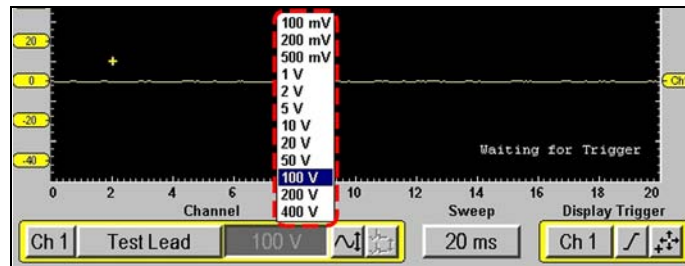 100 mV
200 mV
500 mV
1 V
2 V
5 V
10 V
20 V
50 V
100 V
200 V
400 V
20
0
-20
-40
Ch
Waiting for Trigger
0 2 4 6 10 12 14 16 18 20
Channel Sweep Display Trigger
Ch 1 Test Lead 100 V 20 ms Ch 1